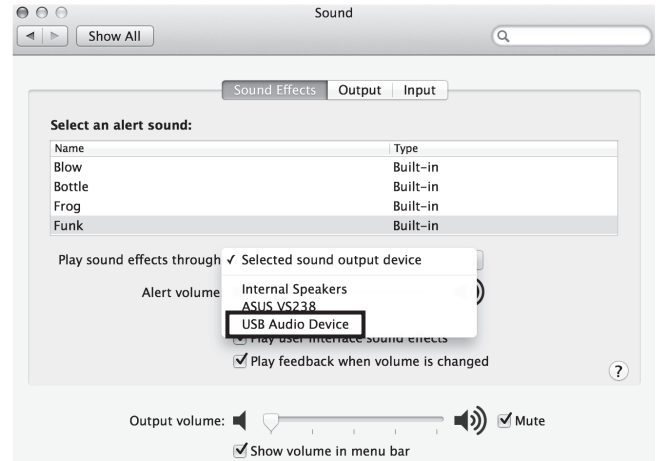 Sound
Show All
Sound Effects Output Input
Select an alert sound:
Name Type
Blow Built-in
Bottle Built-in
Frog Built-in
Funk Built-in
Play sound effects through ✓ Selected sound output device
Internal Speakers
Alert volume
ASUS VS238
USB Audio Device
Play user interface sound effects
Play feedback when volume is changed
?
Output volume: Mute
Show volume in menu bar